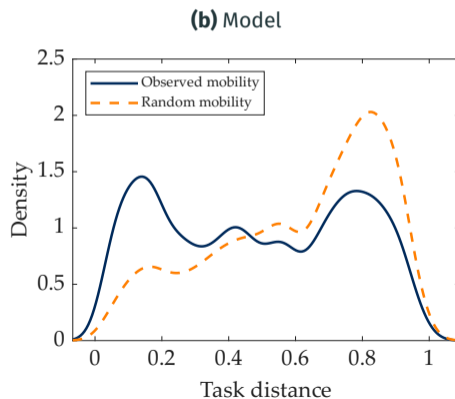 (b) Model
2.5
2
1.5
1
0.5
0
Density
Observed mobility
Random mobility
0 0.2 0.4 0.6 0.8 1
Task distance